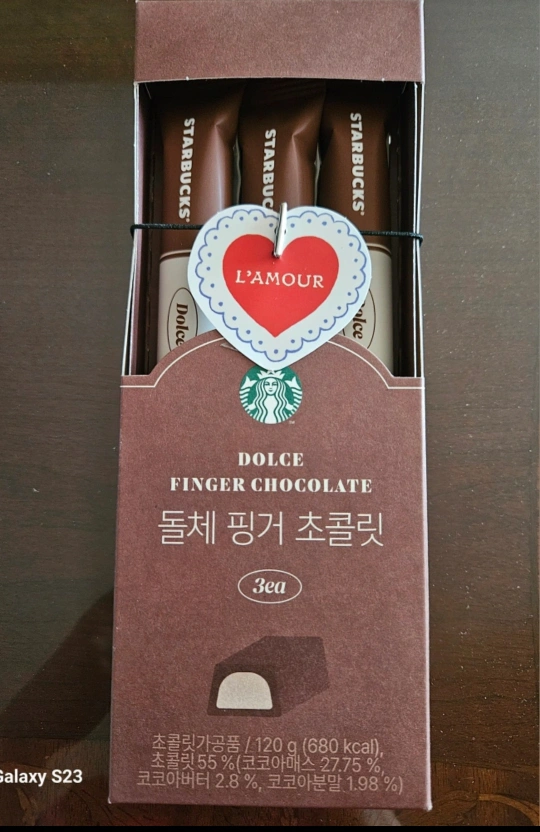 STARBUCKS
STARBUCKS
STARBUCKS
L'AMOUR
Dolce
DOLCE
FINGER CHOCOLATE
돌체 핑거 초콜릿
3ea
초콜릿가공품 / 120 g (680 kcal),
초콜릿 55 %(코코아매스 27.75 %,
코코아버터 2.8 %, 코코아분말 1.98 %)
Galaxy S23